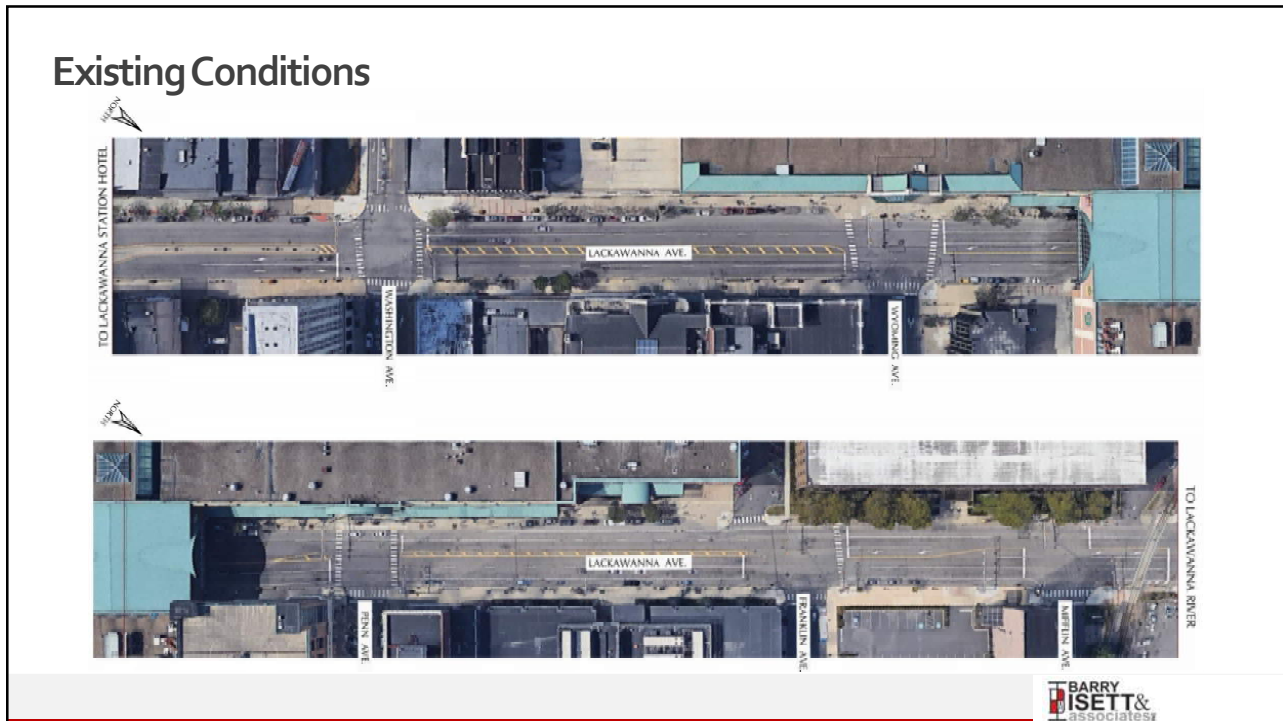 Existing Conditions
NORTH
TO LACKAWANNA STATION HOTEL
LACKAWANNA AVE.
WASHINGTON AVE.
WYOMING AVE.
NORTH
LACKAWANNA AVE.
PENN AVE.
FRANKLIN AVE.
MIFFLIN AVE.
TO LACKAWANNA RIVER
BARRY
ISETT&
associates